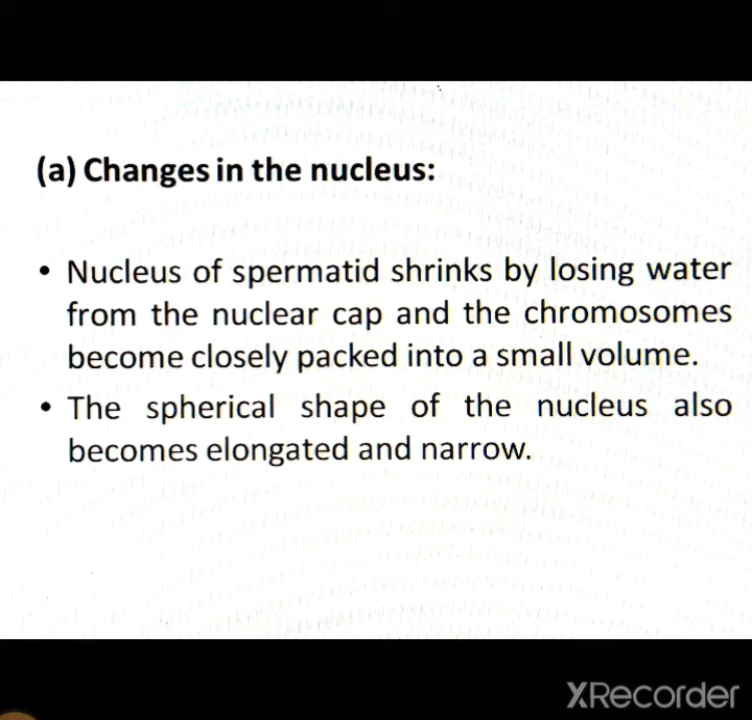 (a) Changes in the nucleus:
• Nucleus of spermatid shrinks by losing water
from the nuclear cap and the chromosomes
become closely packed into a small volume.
• The spherical shape of the nucleus also
becomes elongated and narrow.
XRecorder